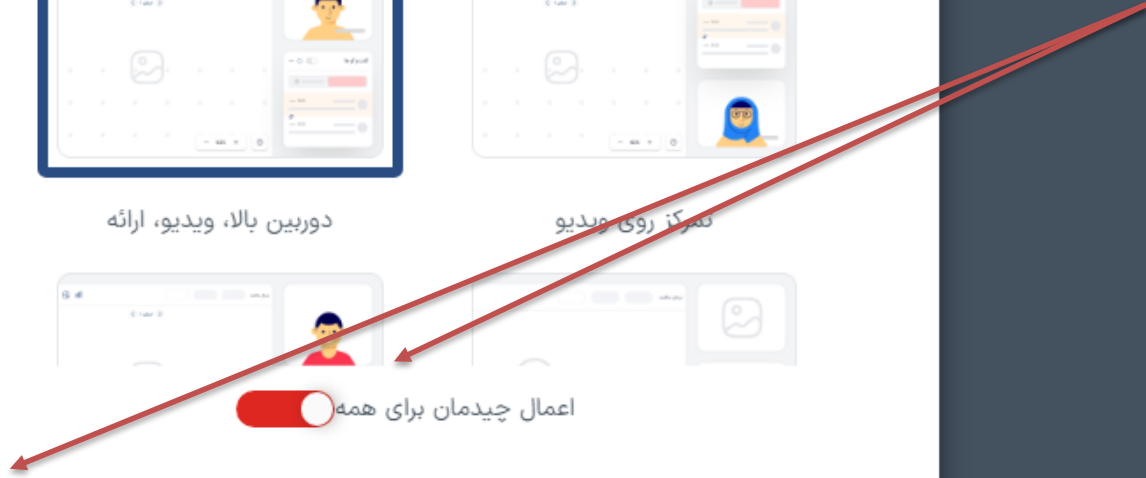 تمرکز روی ویدیو
دوربین بالا، ویدیو، ارائه
اعمال چیدمان برای همه